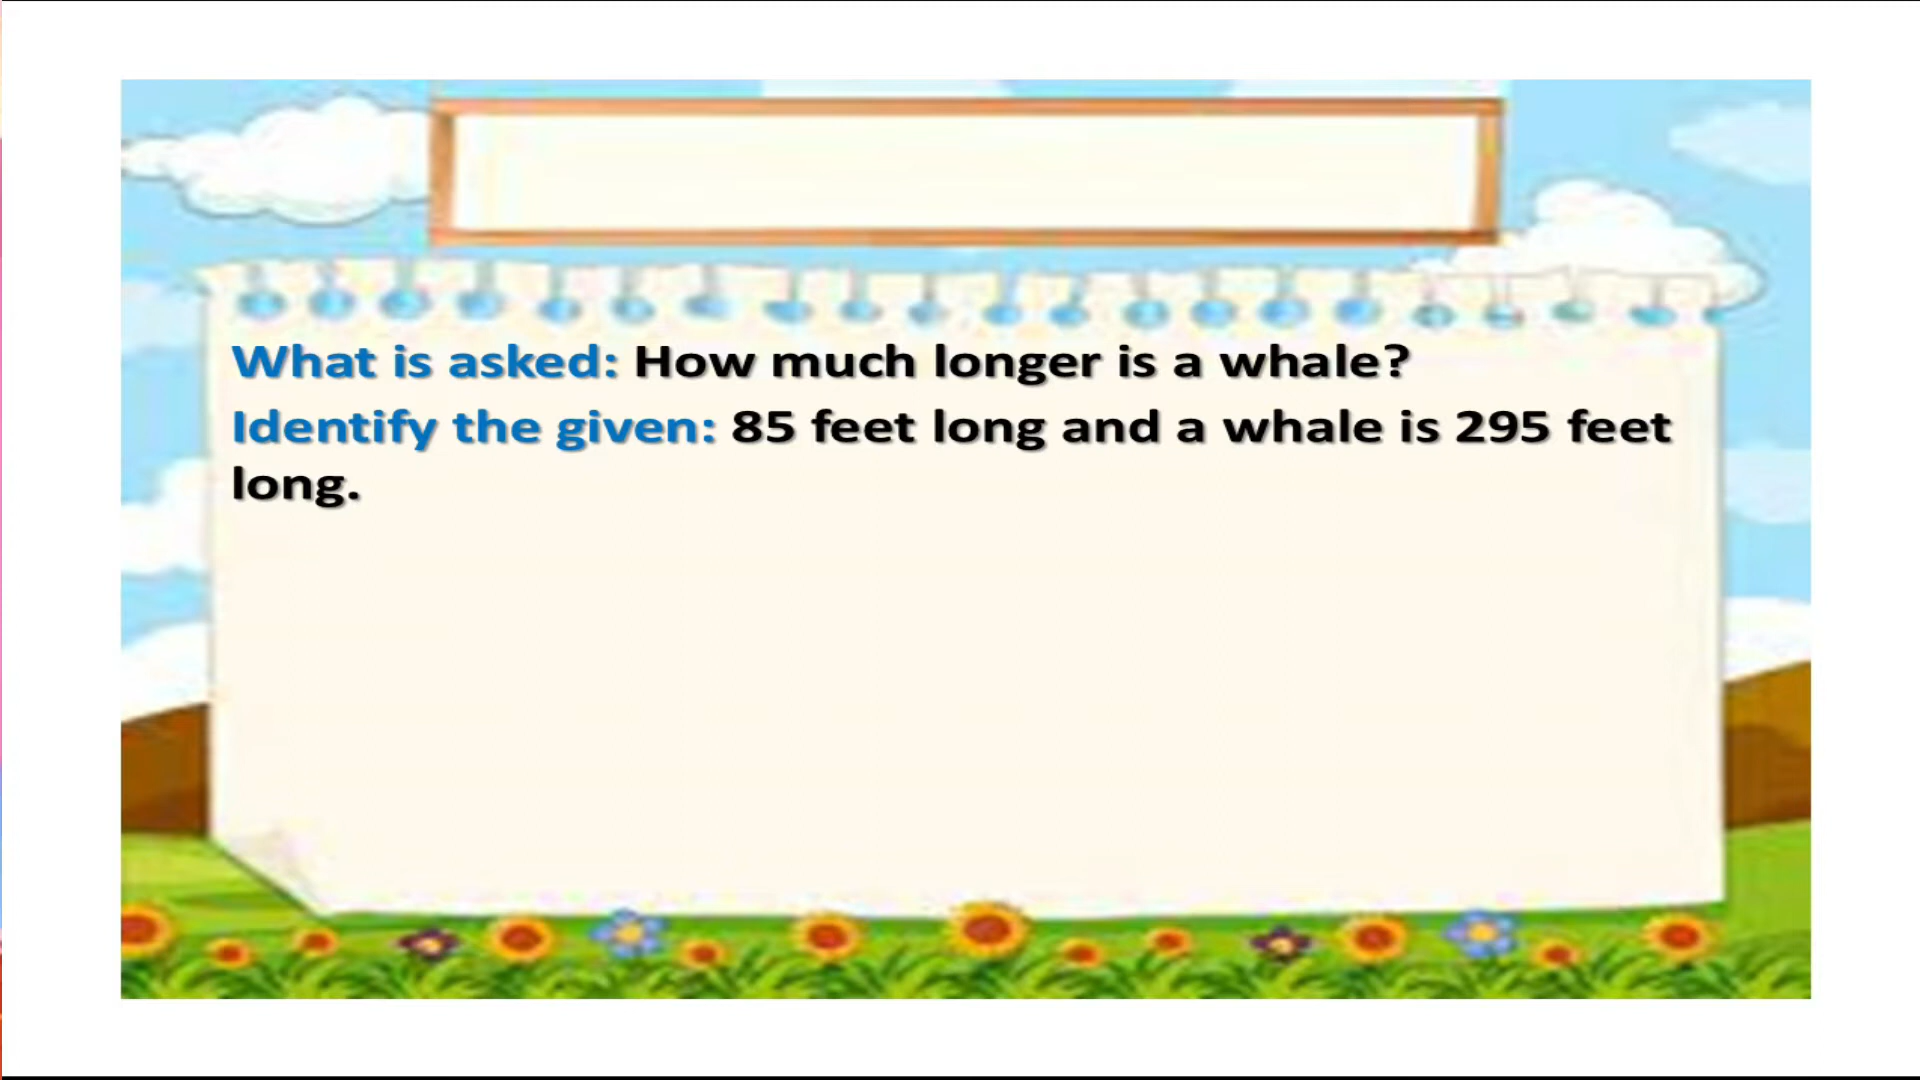 What is asked: How much longer is a whale?
Identify the given: 85 feet long and a whale is 295 feet
long.